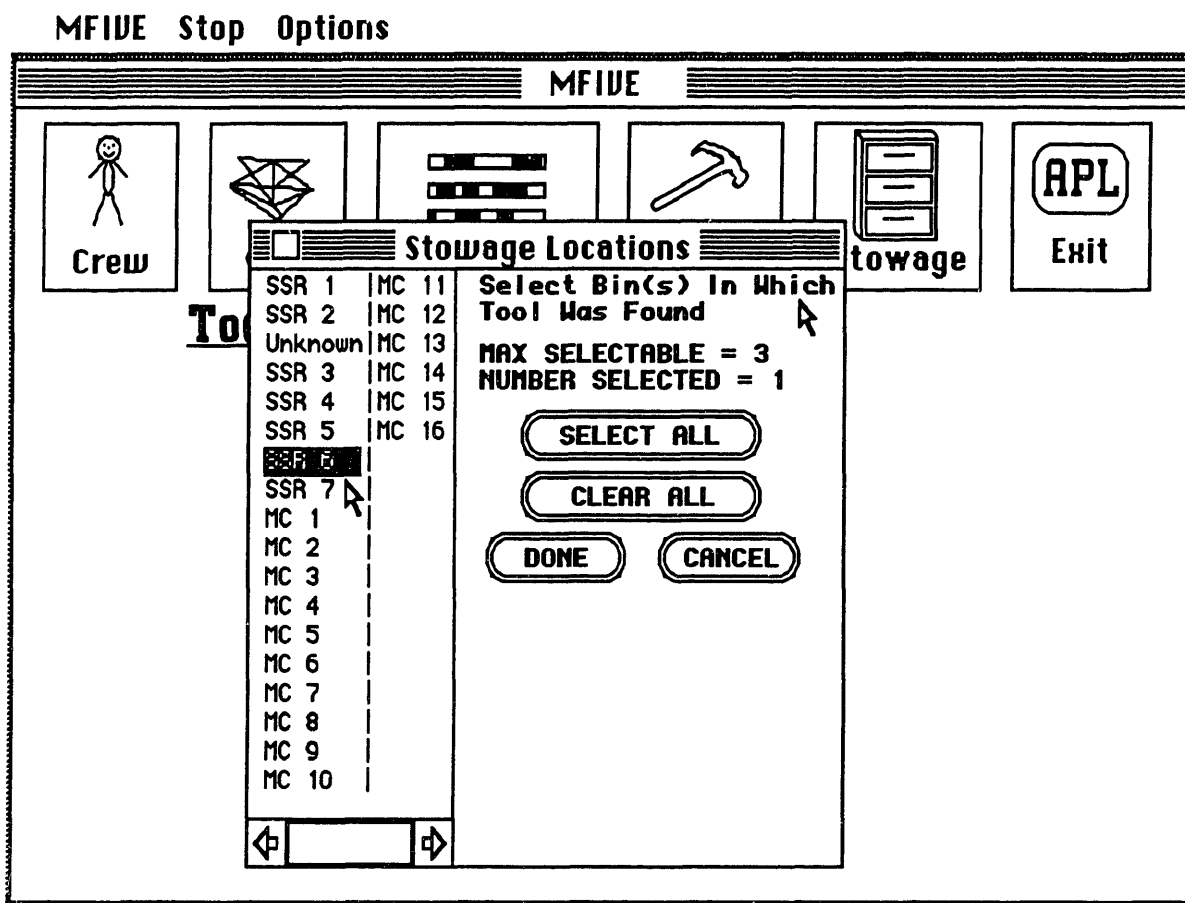 MFIVE Stop Options
MFIVE
Crew
towage
APL
Exit
To
Stowage Locations
SSR 1 | MC 11
SSR 2 | MC 12
Unknown | MC 13
SSR 3 | MC 14
SSR 4 | MC 15
SSR 5 | MC 16
SSR 6 |
SSR 7 |
MC 1 |
MC 2 |
MC 3 |
MC 4 |
MC 5 |
MC 6 |
MC 7 |
MC 8 |
MC 9 |
MC 10 |
Select Bin(s) In Which
Tool Was Found
MAX SELECTABLE = 3
NUMBER SELECTED = 1
SELECT ALL
CLEAR ALL
DONE CANCEL